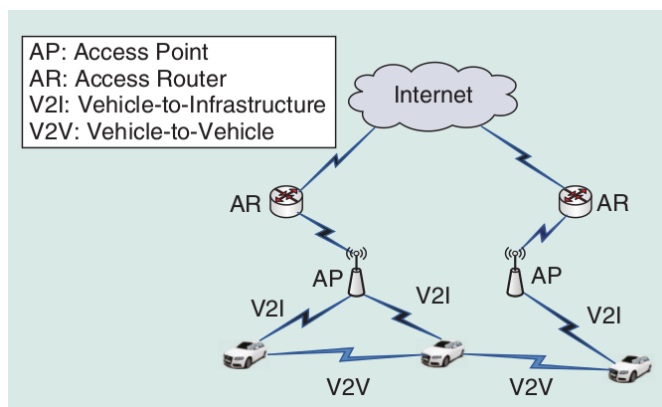 AP: Access Point
AR: Access Router
V2I: Vehicle-to-Infrastructure
V2V: Vehicle-to-Vehicle
Internet
AR
AR
AP
AP
V2I
V2I
V2I
V2V
V2V